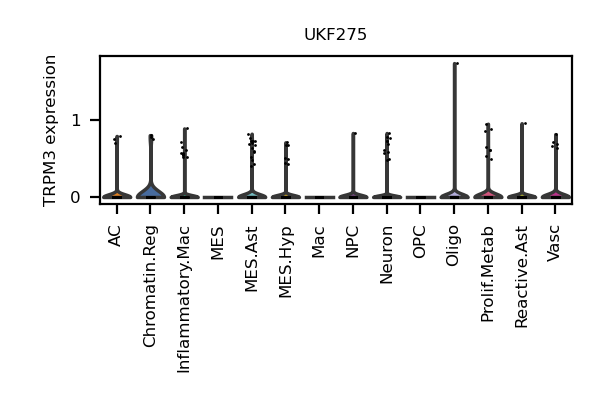 UKF275
TRPM3 expression
1
0
AC
Chromatin.Reg
Inflammatory.Mac
MES
MES.Ast
MES.Hyp
Mac
NPC
Neuron
OPC
Oligo
Prolif.Metab
Reactive.Ast
Vasc